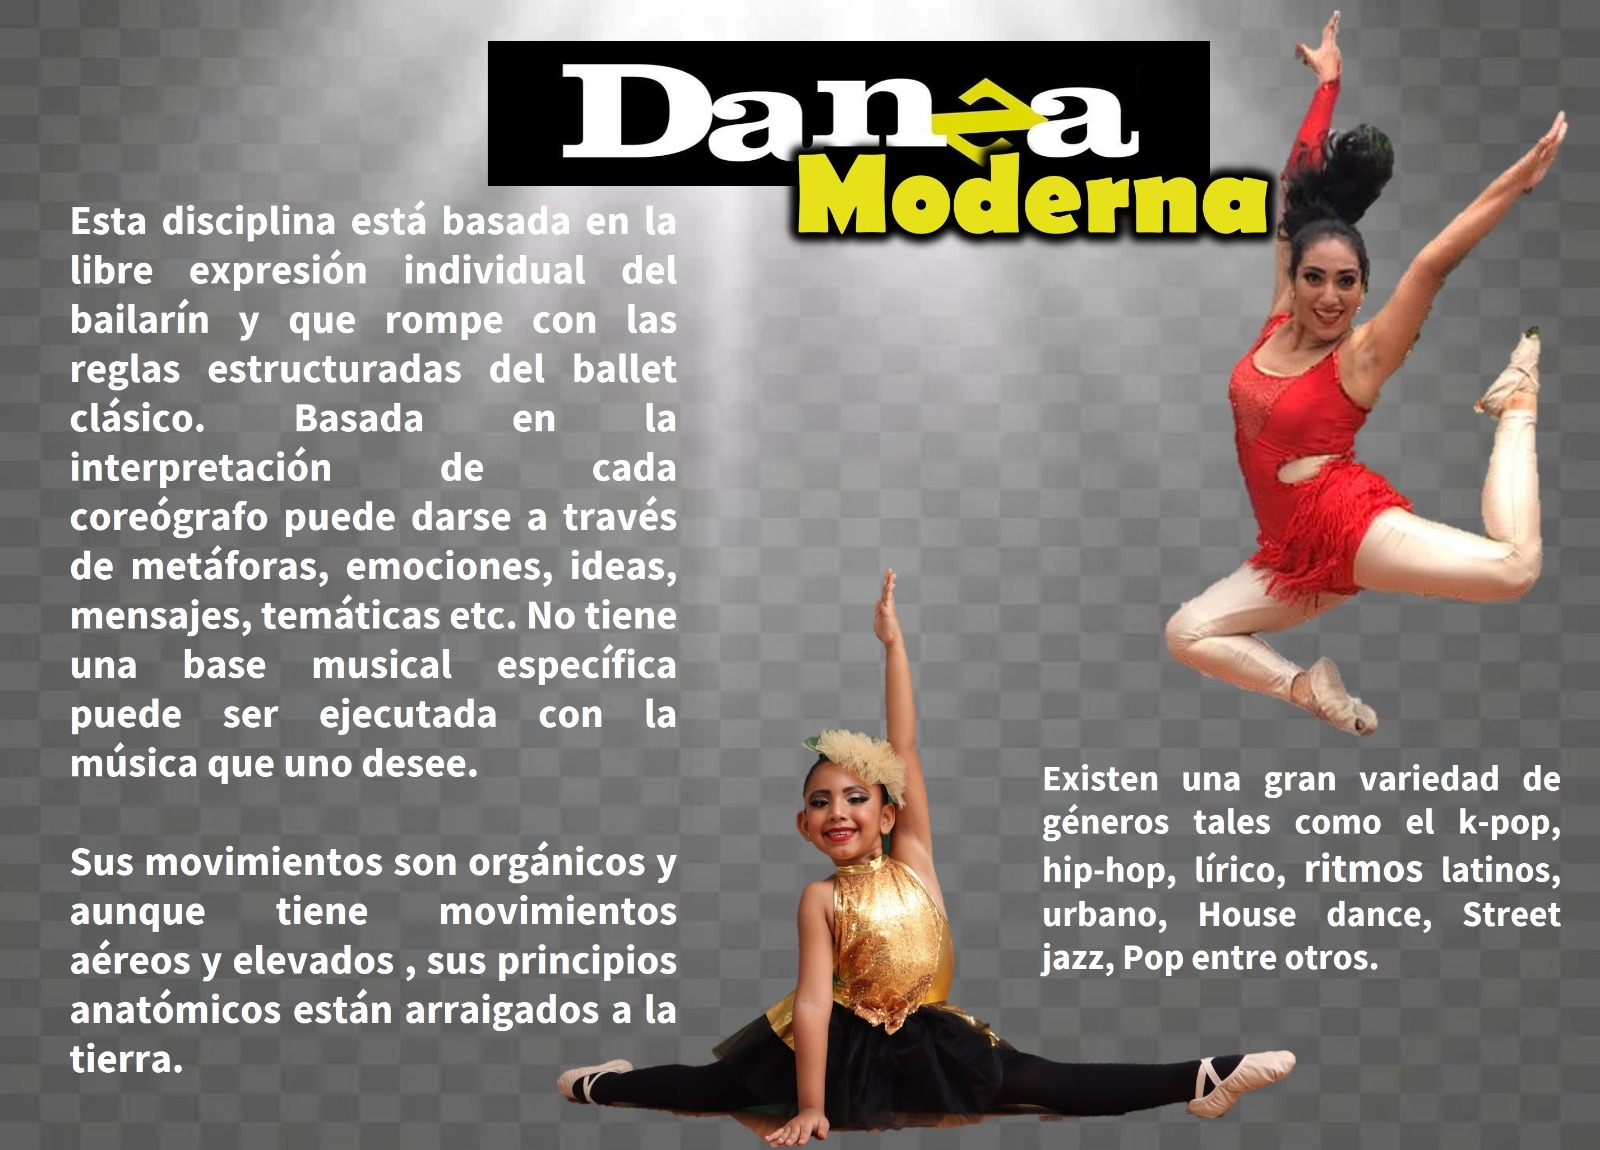 Danza
Moderna
Esta disciplina está basada en la
libre expresión individual del
bailarín y que rompe con las
reglas estructuradas del ballet
clásico. Basada en la
interpretación de cada
coreógrafo puede darse a través
de metáforas, emociones, ideas,
mensajes, temáticas etc. No tiene
una base musical específica
puede ser ejecutada con la
música que uno desee.
Sus movimientos son orgánicos y
aunque tiene movimientos
aéreos y elevados , sus principios
anatómicos están arraigados a la
tierra.
Existen una gran variedad de
géneros tales como el k-pop,
hip-hop, lírico, ritmos latinos,
urbano, House dance, Street
jazz, Pop entre otros.